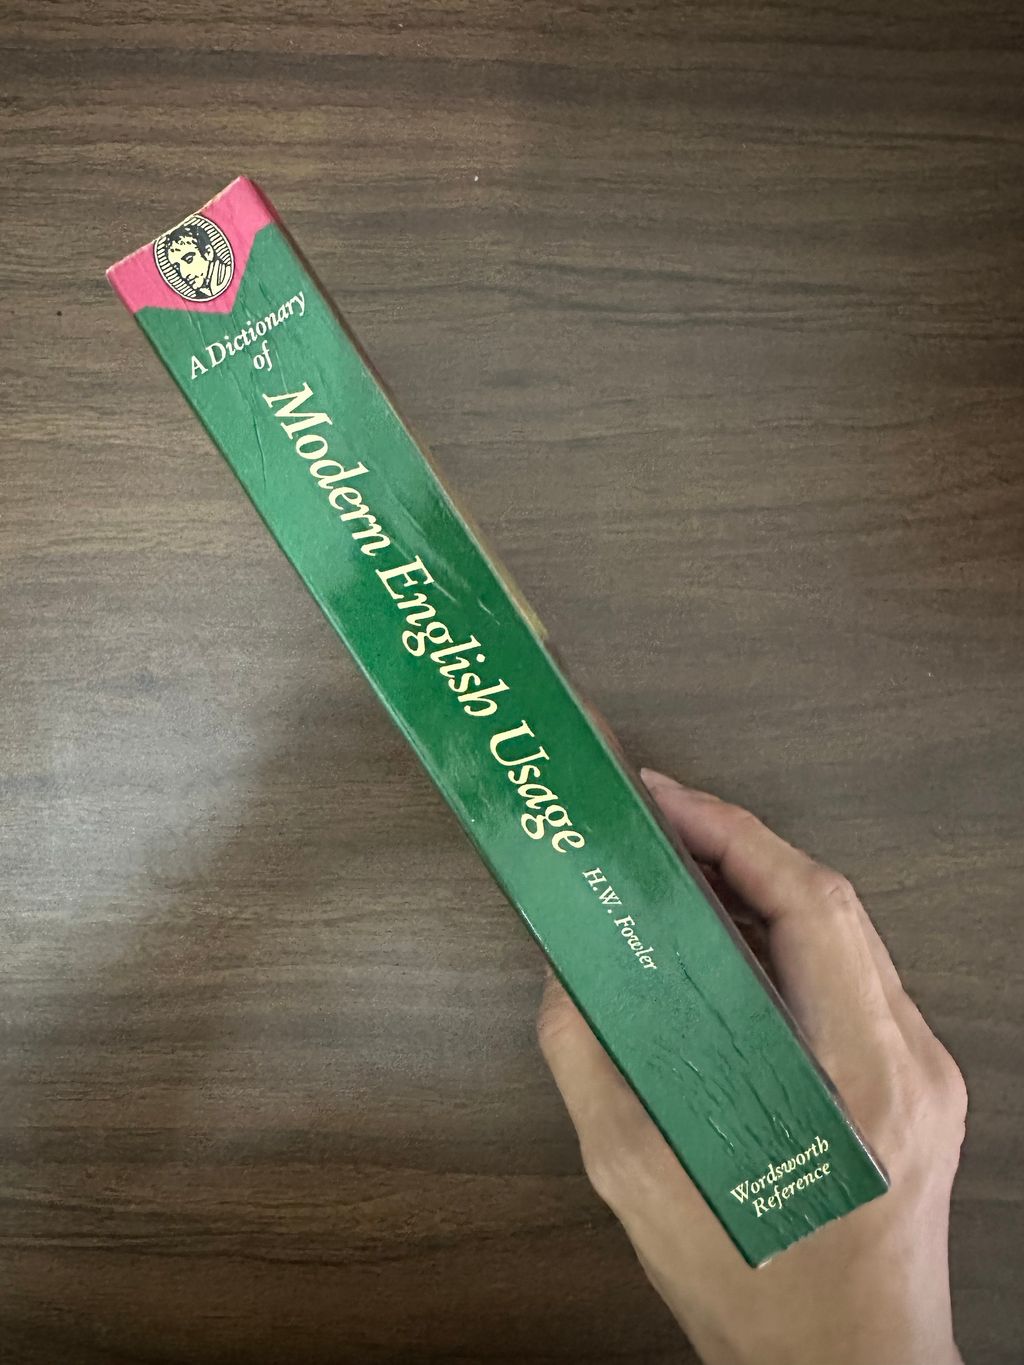 A Dictionary
of
Modern English Usage
H.W. Fowler
Wordsworth
Reference